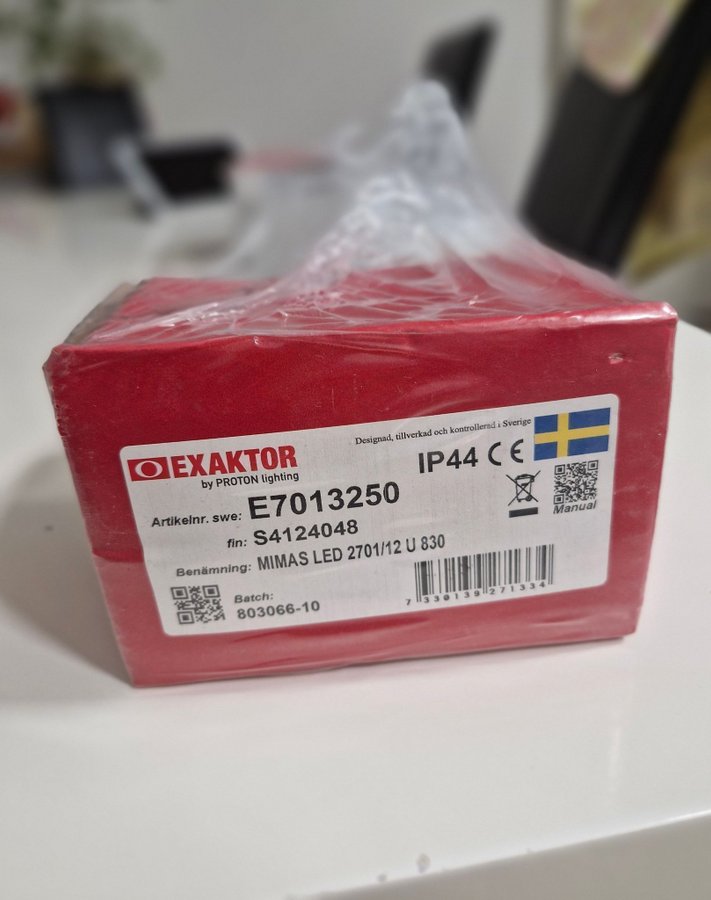 Designad, tillverkad och kontrollerad i Sverige
EXAKTOR
by PROTON lighting
IP44 CE
Artikelnr. swe: E7013250
Manual
fin: S4124048
Benämning: MIMAS LED 2701/12 U 830
Batch:
803066-10
7 330139 271334